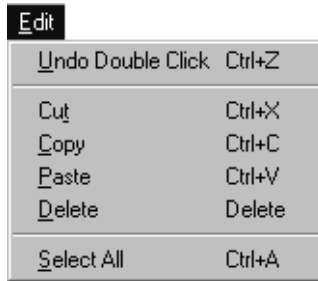 Edit
Undo Double Click Ctrl+Z
Cut Ctrl+X
Copy Ctrl+C
Paste Ctrl+V
Delete Delete
Select All Ctrl+A